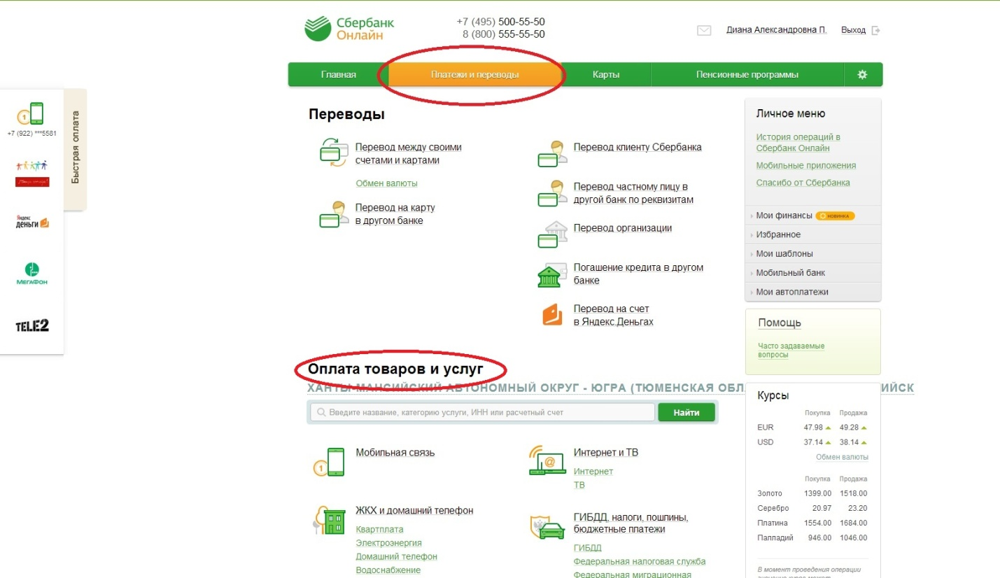 Сбербанк
Онлайн
+7 (495) 500-55-50
8 (800) 555-55-50
Диана Александровна П.
Выход
Главная
Платежи и переводы
Карты
Пенсионные программы
+7 (922) ***5581
Яндекс
деньги
МЕГАФОН
TELE2
Быстрая оплата
Переводы
Перевод между своими
счетами и картами
Обмен валюты
Перевод на карту
в другом банке
Перевод клиенту Сбербанка
Перевод частному лицу в
другой банк по реквизитам
Перевод организации
Погашение кредита в другом
банке
Перевод на счет
в Яндекс.Деньгах
Оплата товаров и услуг
ХАНТЫ-МАНСИЙСКИЙ АВТОНОМНЫЙ ОКРУГ - ЮГРА (ТЮМЕНСКАЯ ОБЛ ИЙСК
Введите название, категорию услуги, ИНН или расчетный счет
Найти
Мобильная связь
Интернет и ТВ
Интернет
ТВ
ЖКХ и домашний телефон
Квартплата
Электроэнергия
Домашний телефон
Водоснабжение
ГИБДД, налоги, пошлины,
бюджетные платежи
ГИБДД
Федеральная налоговая служба
Федеральная миграционная
Личное меню
История операций в
Сбербанк Онлайн
Мобильные приложения
Спасибо от Сбербанка
Мои финансы НОВИНКА
Избранное
Мои шаблоны
Мобильный банк
Мои автоплатежи
Помощь
Часто задаваемые
вопросы
Курсы
Покупка Продажа
EUR 47.98 49.28
USD 37.14 38.14
Обмен валюты
Покупка Продажа
Золото 1399.00 1518.00
Серебро 20.97 23.20
Платина 1554.00 1684.00
Палладий 946.00 1046.00
В момент проведения операции
значение курса может